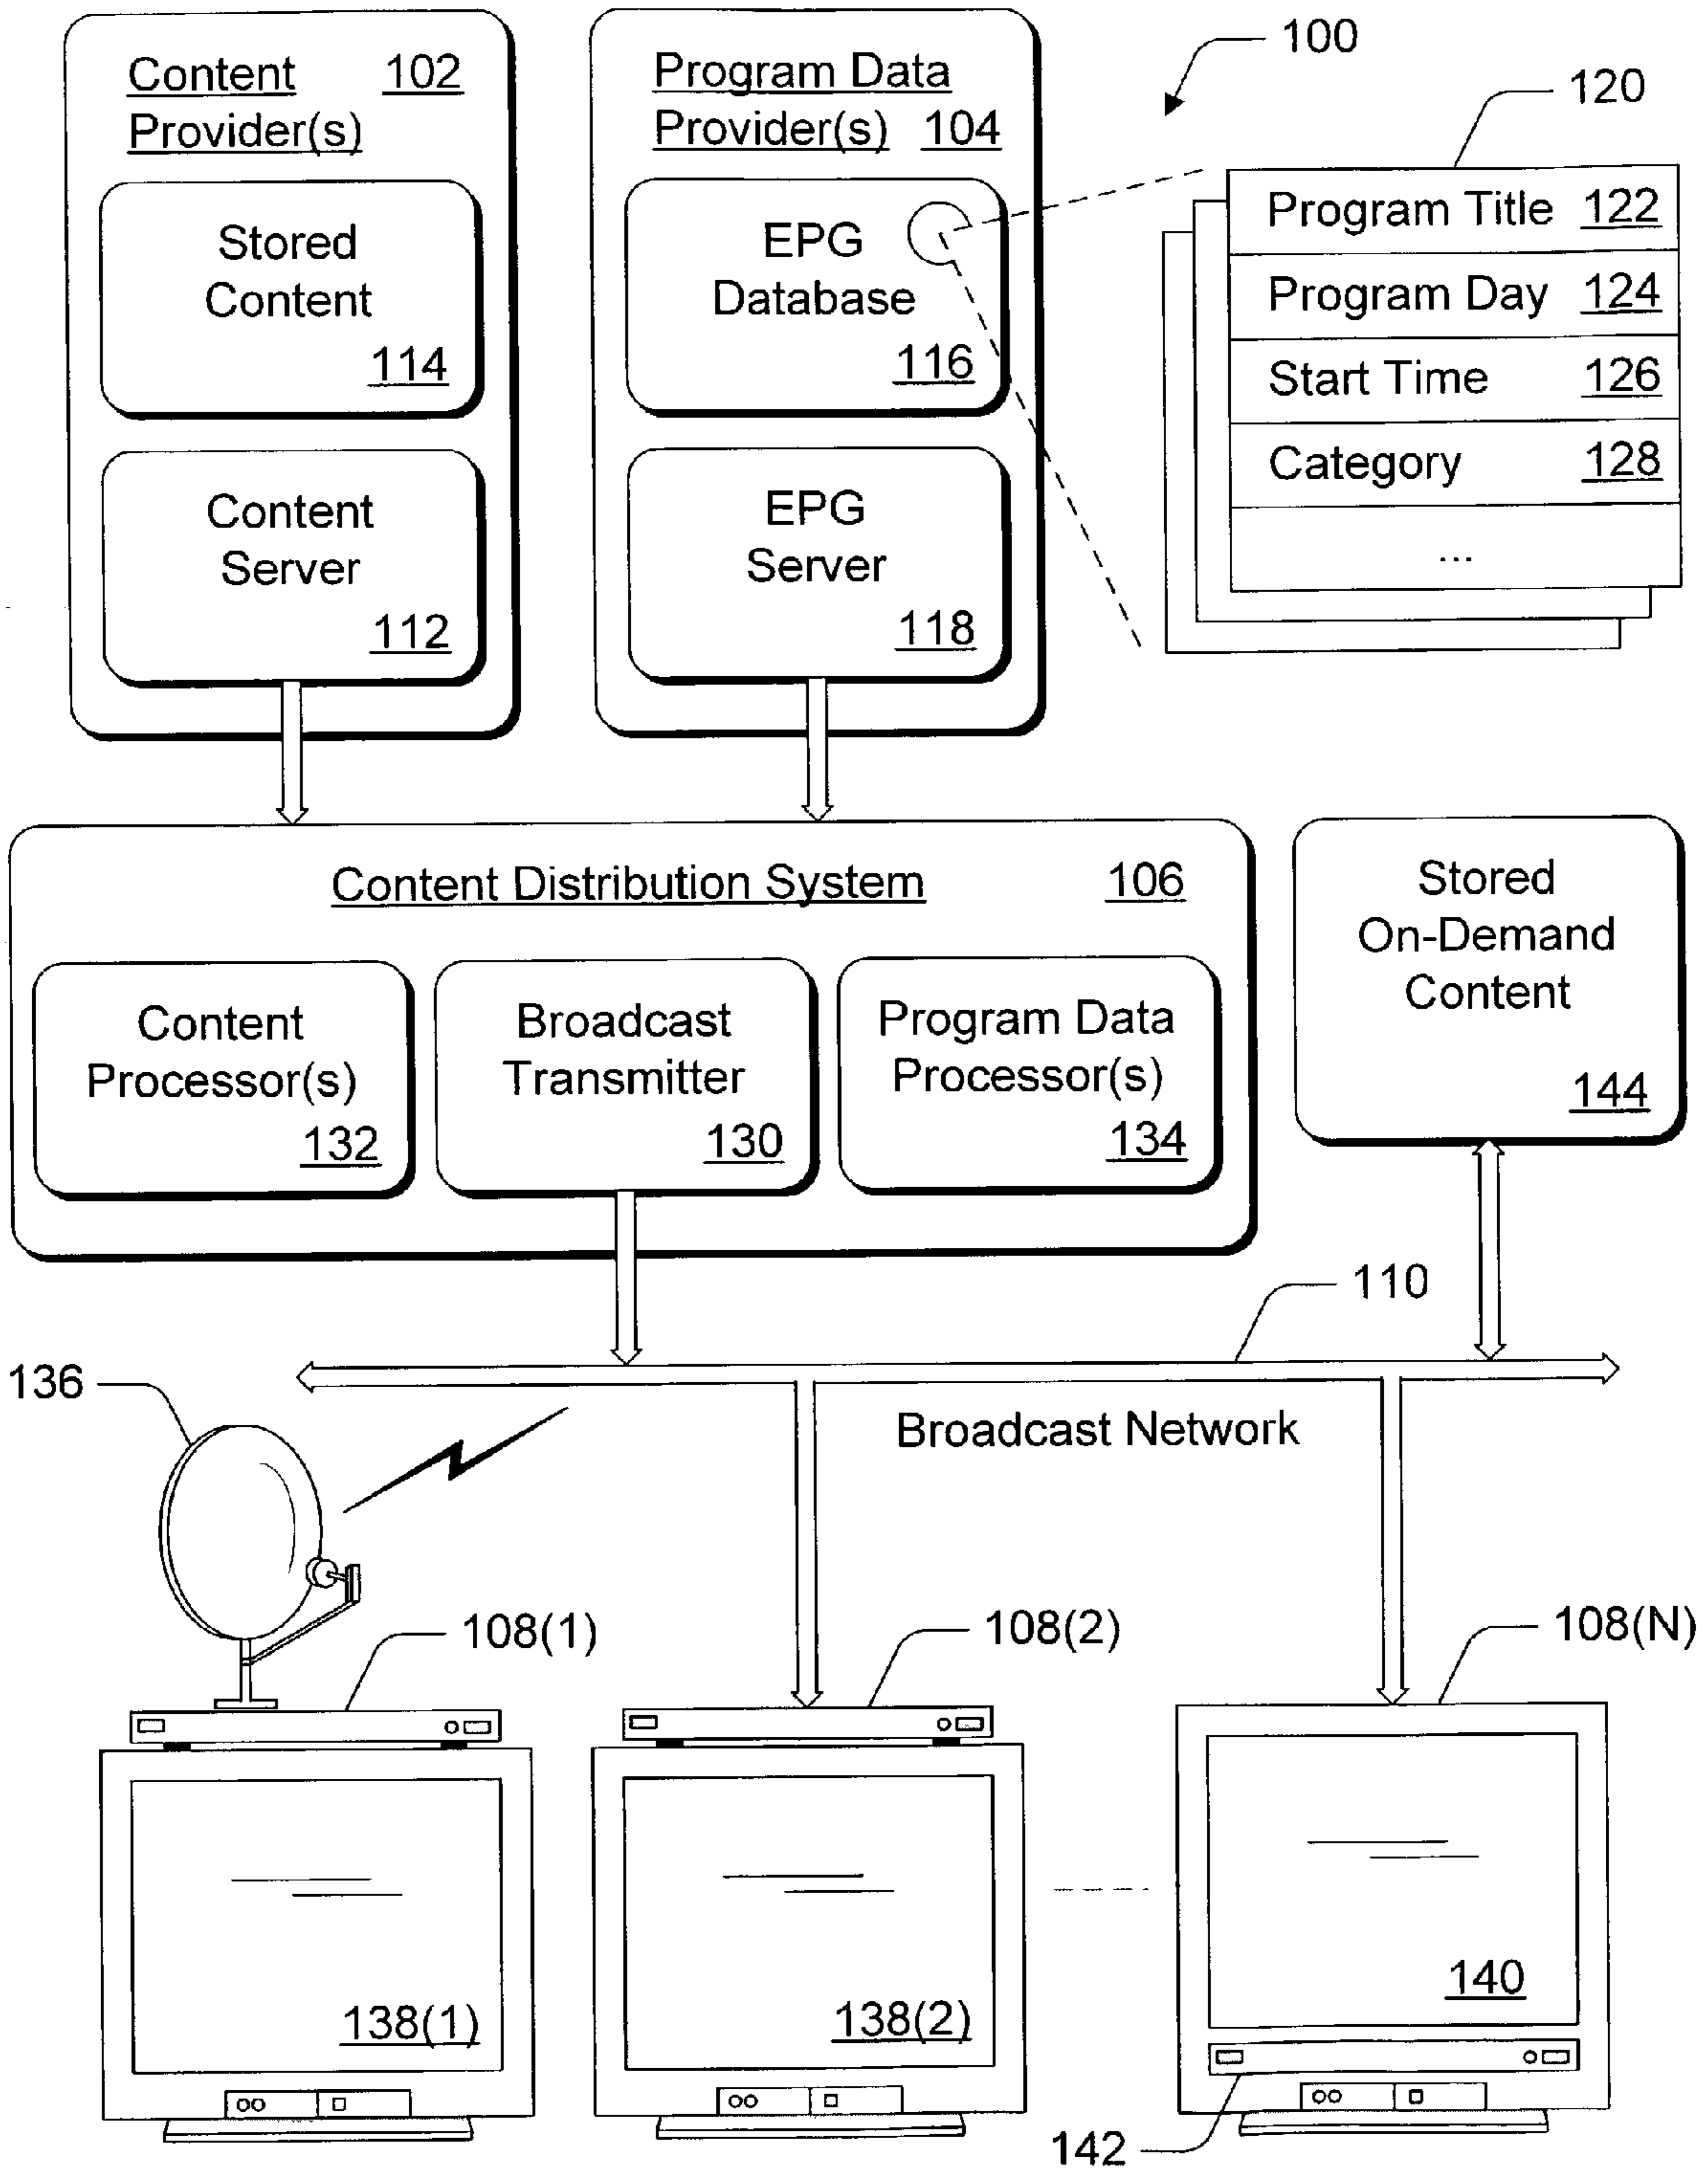 Content 102
Provider(s)
Stored
Content
114
Content
Server
112
Program Data
Provider(s) 104
EPG
Database
116
EPG
Server
118
100
120
Program Title 122
Program Day 124
Start Time 126
Category 128
...
Content Distribution System 106
Content
Processor(s)
132
Broadcast
Transmitter
130
Program Data
Processor(s)
134
Stored
On-Demand
Content
144
110
Broadcast Network
136
108(1)
108(2)
108(N)
138(1)
138(2)
140
142